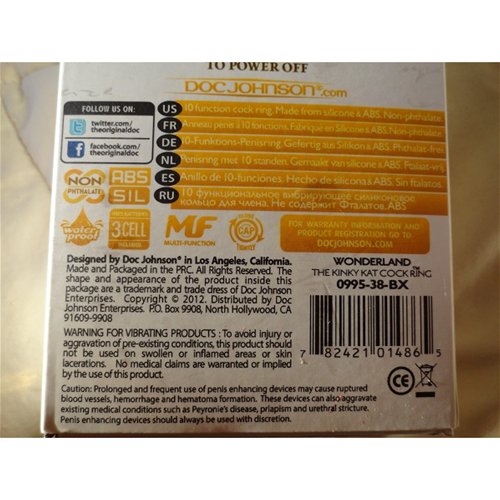 TO POWER OFF
DOCJOHNSON®.com
FOLLOW US ON:
twitter.com/
theoriginaldoc
facebook.com/
theoriginaldoc
US 10 function cock ring. Made from silicone & ABS. Non-phthalate.
FR Anneau pénis à 10 fonctions. Fabriqué en Silicone & ABS. Non-phthalate.
DE 10-Funktions-Penisring. Gefertigt aus Silikon & ABS. Phthalat-frei.
NL Penisring met 10 standen. Gemaakt van silicone & ABS. Ftalaat-vrij.
ES Anillo de 10-funciones. Hecho de silicona & ABS. Sin ftalatos.
RU 10 функциональное вибрирующее силиконовое
кольцо для члена. Не содержит Фталатов. ABS
NON
PHTHALATE
ABS
SIL
water
proof
3 CELL
INCLUDED
MLF
MULTI-FUNCTION
CAP
TIGHTLY
FOR WARRANTY INFORMATION AND
PRODUCT REGISTRATION GO TO
DOCJOHNSON.COM
Designed by Doc Johnson® in Los Angeles, California.
Made and Packaged in the PRC. All Rights Reserved. The
shape and appearance of the product inside this
package are a trademark and trade dress of Doc Johnson
Enterprises. Copyright © 2012. Distributed by Doc
Johnson Enterprises. P.O. Box 9908, North Hollywood, CA
91609-9908
WARNING FOR VIBRATING PRODUCTS : To avoid injury or
aggravation of pre-existing conditions, this product
should not be used on swollen or inflamed areas or skin
lacerations. No medical claims are warranted or implied
by the use of this product.
WONDERLAND
THE KINKY KAT COCK RING
0995-38-BX
7 82421 01486 5
CE
Caution: Prolonged and frequent use of penis enhancing devices may cause ruptured
blood vessels, hemorrhage and hematoma formation. These devices can also aggravate
existing medical conditions such as Peyronie's disease, priapism and urethral stricture.
Penis enhancing devices should always be used with discretion.